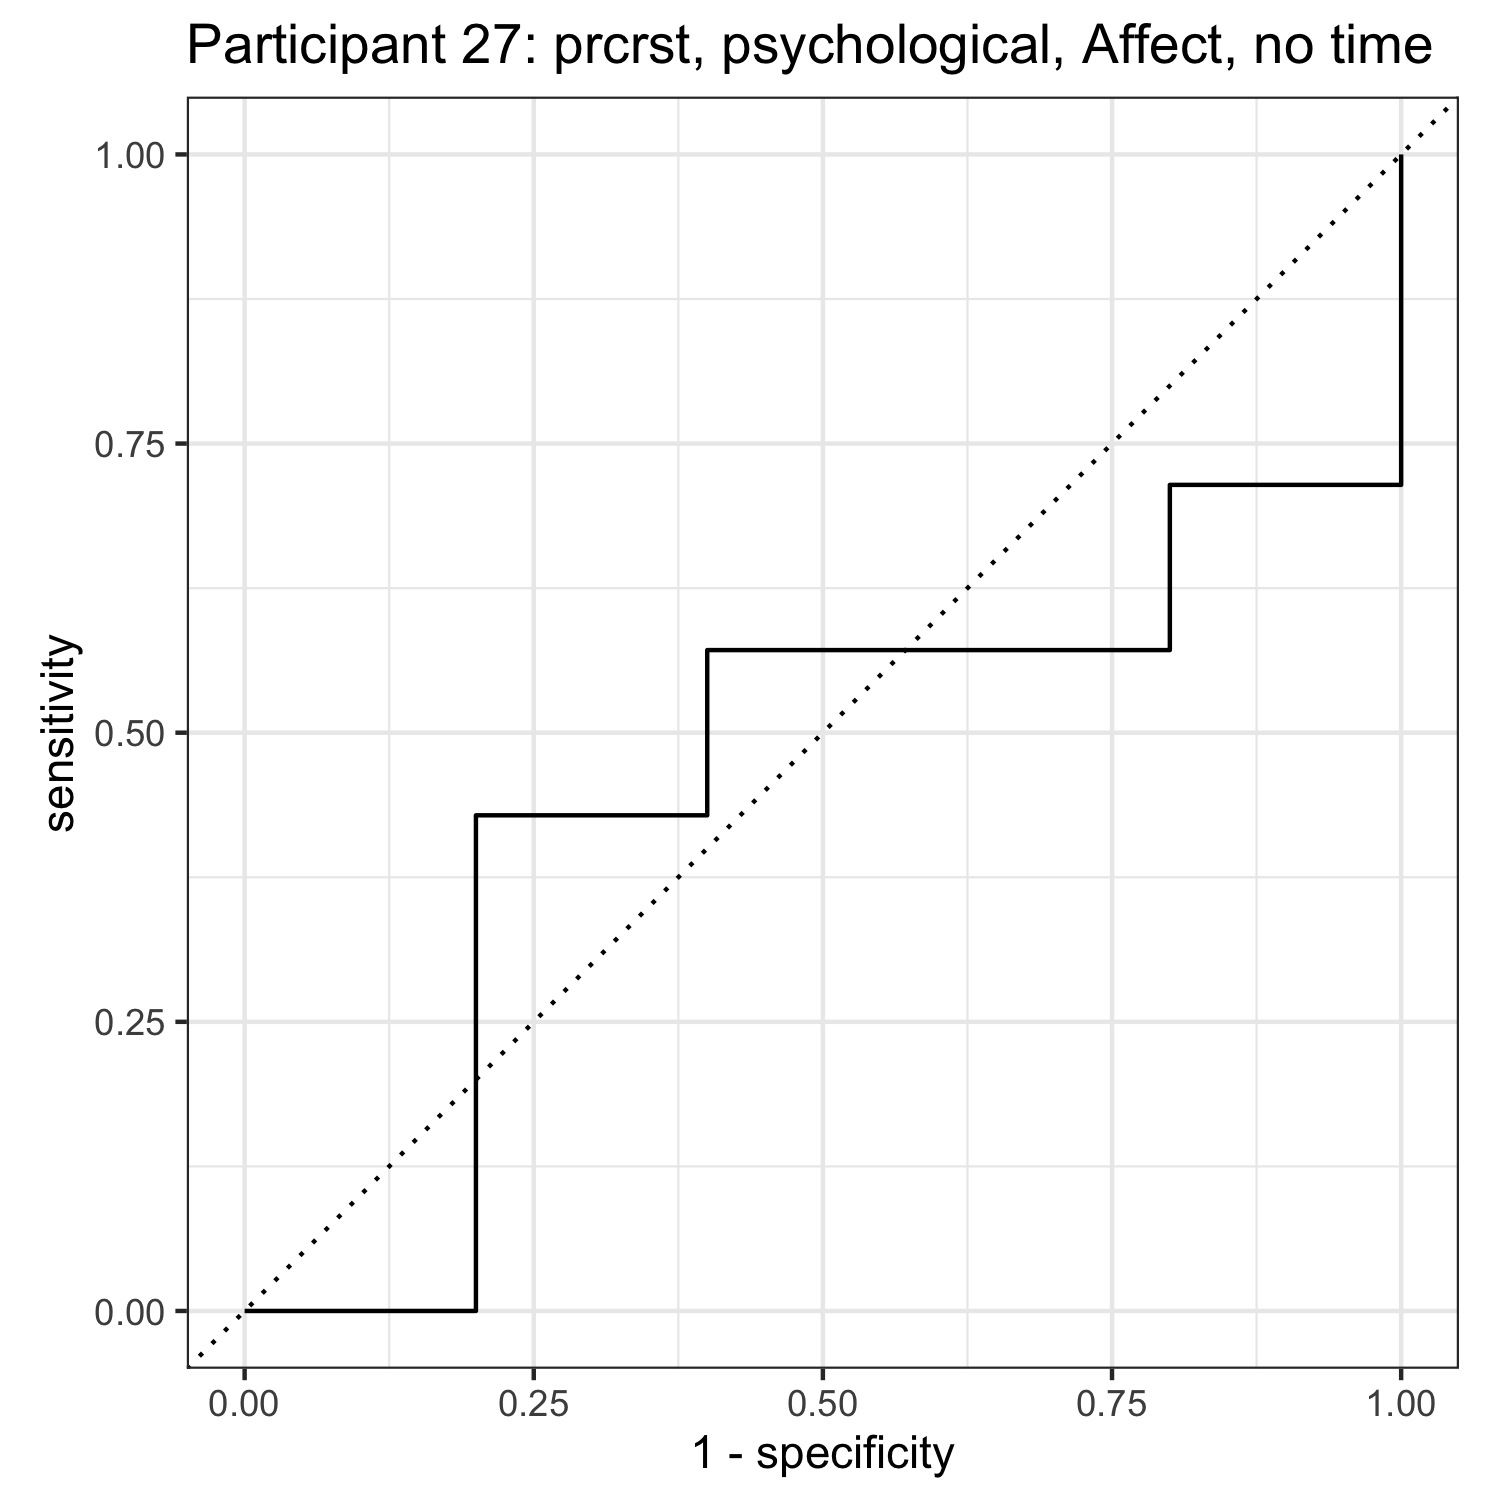 Participant 27: prcrst, psychological, Affect, no time
1.00
0.75
0.50
0.25
0.00
sensitivity
0.00 0.25 0.50 0.75 1.00
1 - specificity